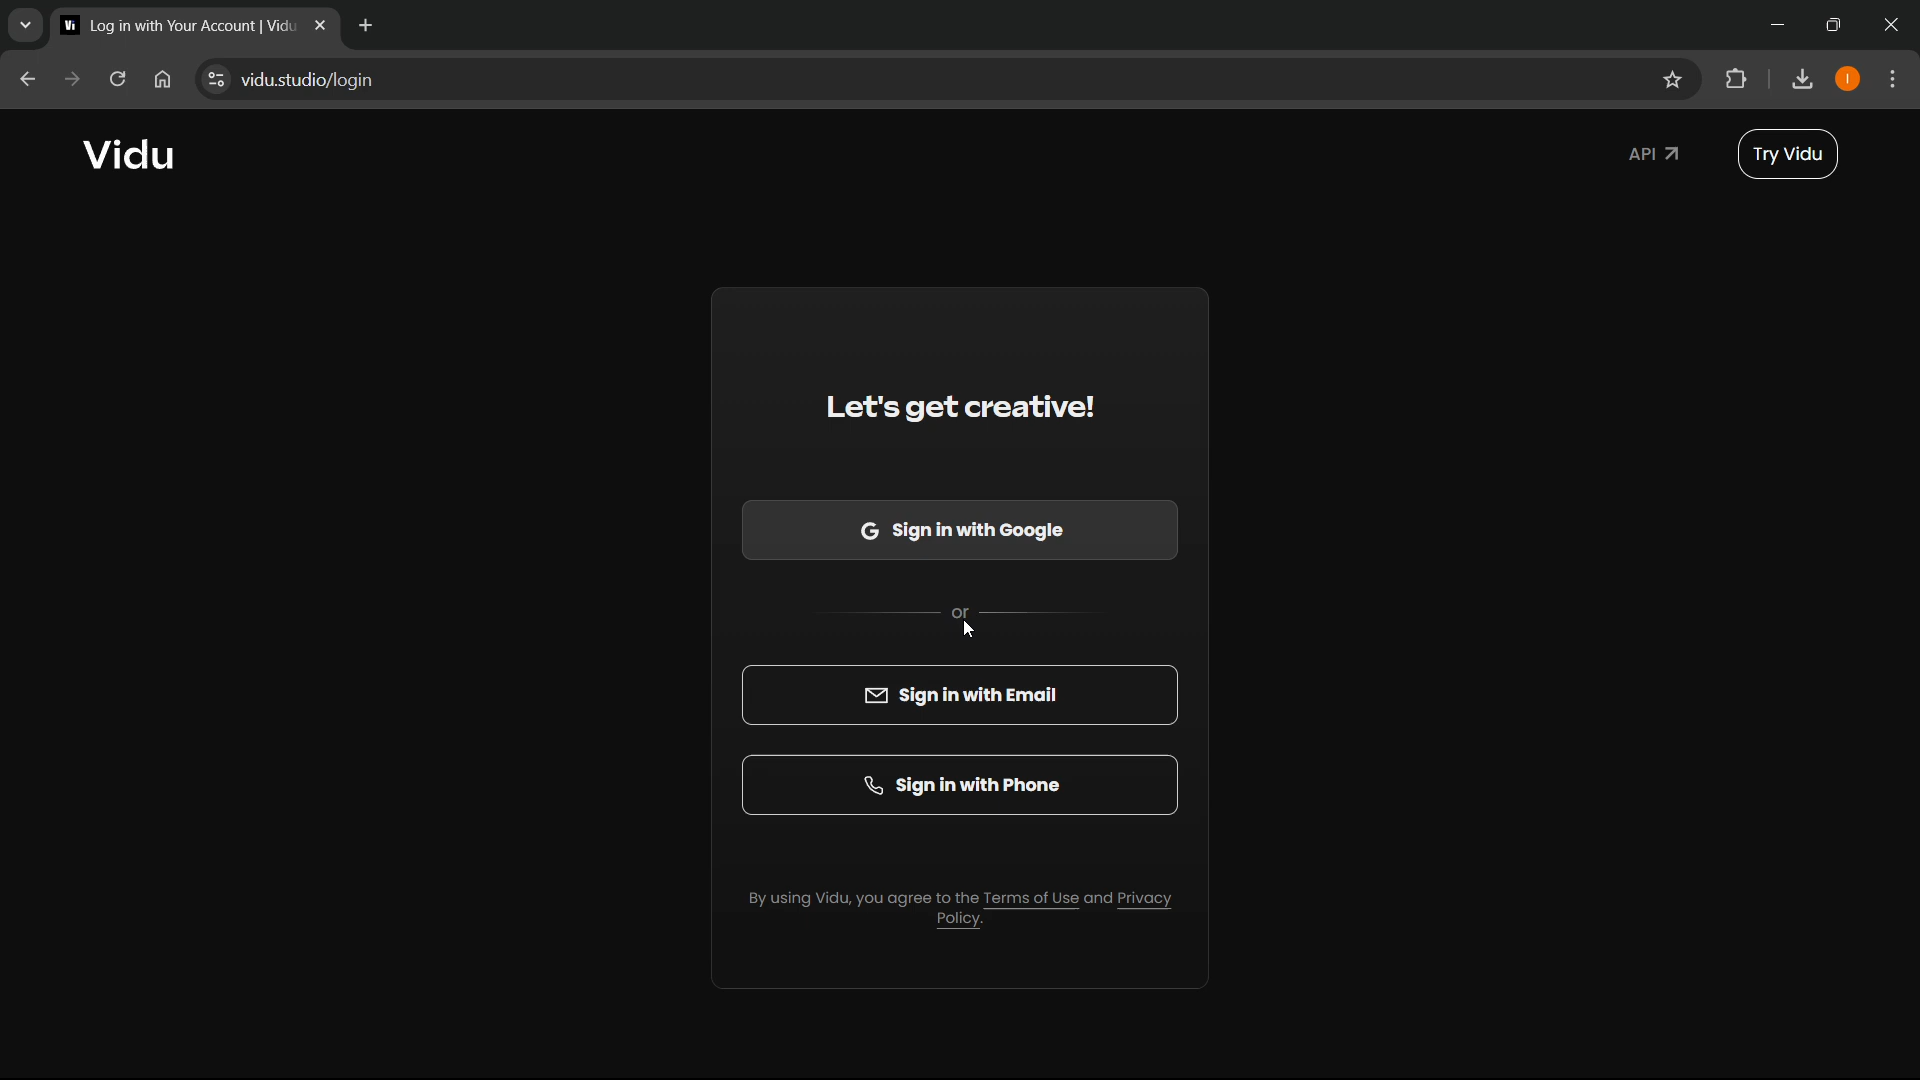 Vi Log in with Your Account | Vidu
vidu.studio/login
I
Vidu
API
Try Vidu
Let's get creative!
G Sign in with Google
or
Sign in with Email
Sign in with Phone
By using Vidu, you agree to the Terms of Use and Privacy
Policy.